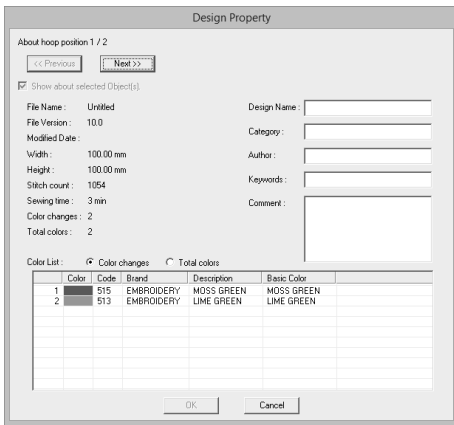 Design Property
About hoop position 1 / 2
<< Previous Next >>
Show about selected Object(s).
File Name : Untitled
File Version : 10.0
Modified Date :
Width : 100.00 mm
Height : 100.00 mm
Stitch count : 1054
Sewing time : 3 min
Color changes : 2
Total colors : 2
Design Name :
Category :
Author :
Keywords :
Comment :
Color List : Color changes Total colors
Color Code Brand Description Basic Color
1 515 EMBROIDERY MOSS GREEN MOSS GREEN
2 513 EMBROIDERY LIME GREEN LIME GREEN
OK Cancel